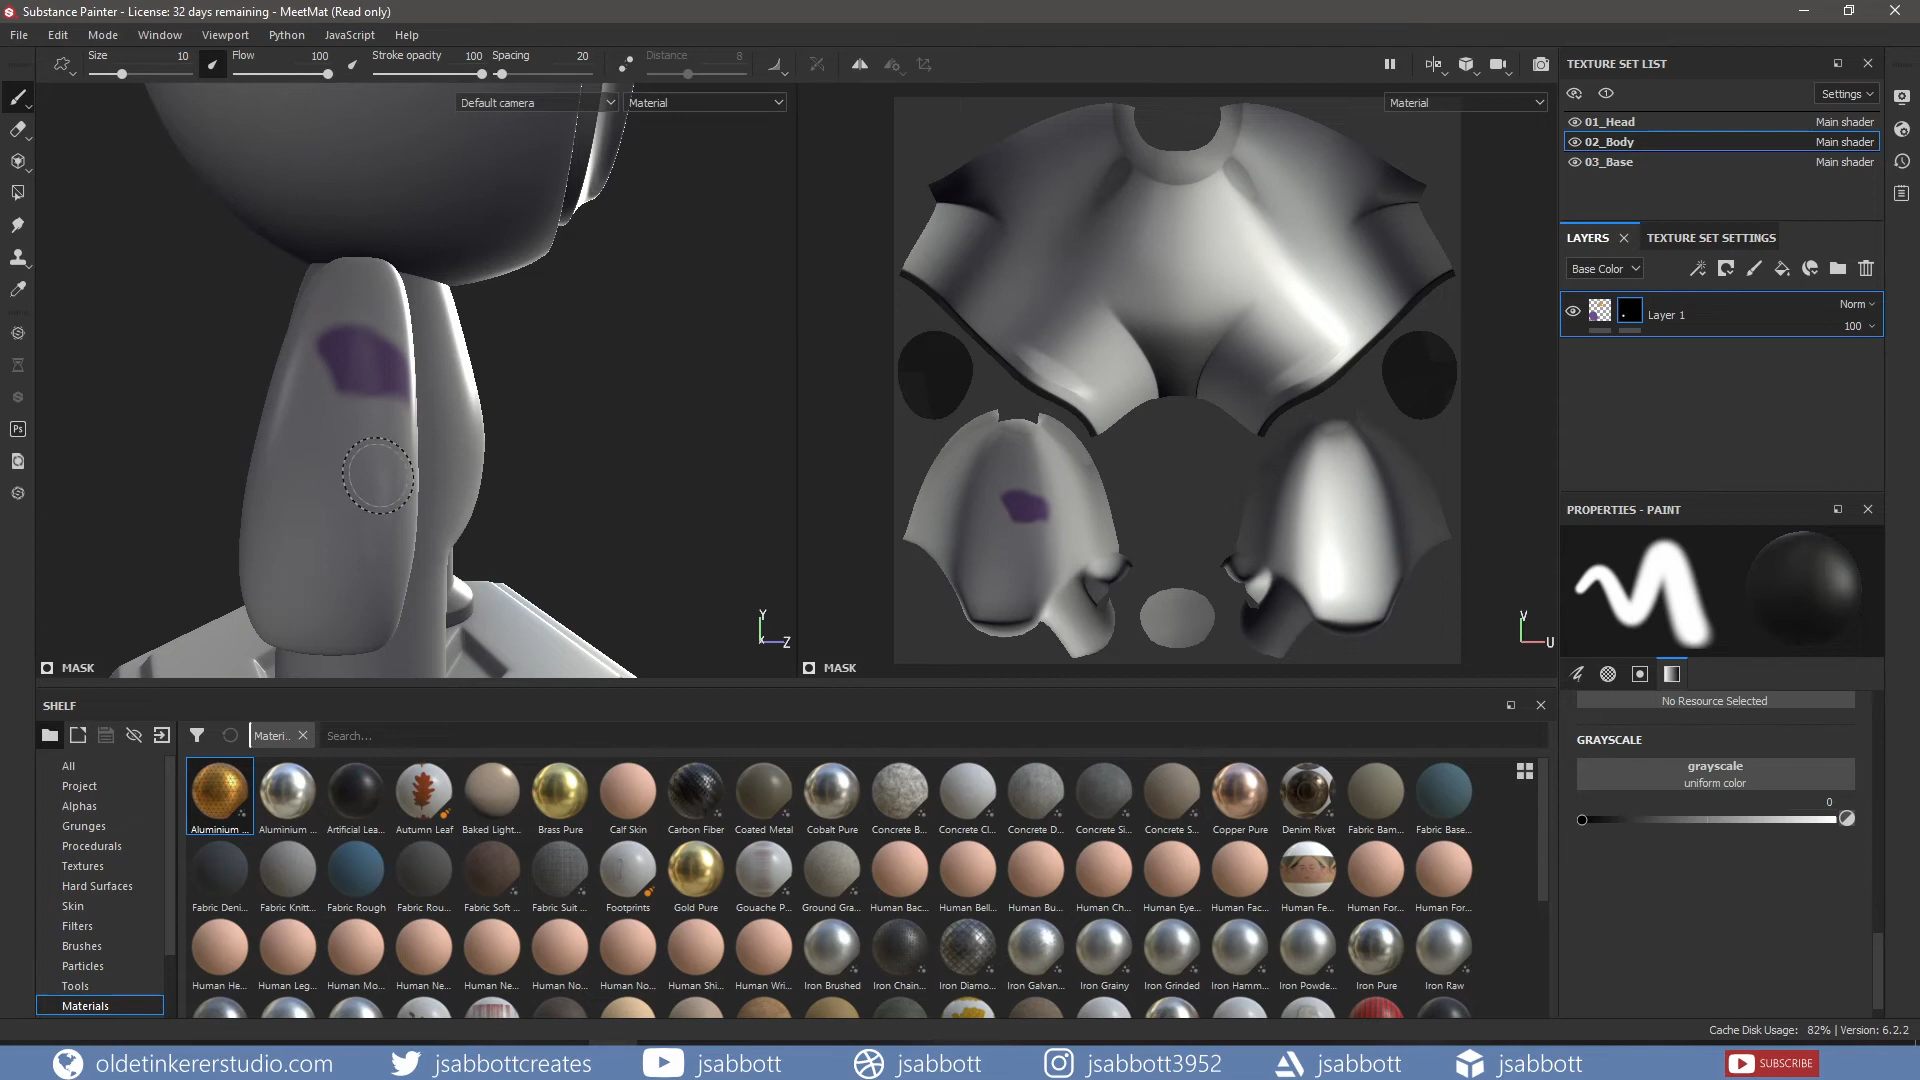 Substance Painter - License: 32 days remaining - MeetMat (Read only)
File Edit Mode Window Viewport Python JavaScript Help
Size 10 Flow 100 Stroke opacity 100 Spacing 20 Distance 8
Default camera Material Material
MASK MASK
Y X Z V U
TEXTURE SET LIST
Settings
01_Head Main shader
02_Body Main shader
03_Base Main shader
LAYERS TEXTURE SET SETTINGS
Base Color
Norm
Layer 1
100
PROPERTIES - PAINT
No Resource Selected
GRAYSCALE
grayscale
uniform color
0
Ps
SHELF
Materi.. Search...
All
Project
Alphas
Grunges
Procedurals
Textures
Hard Surfaces
Skin
Filters
Brushes
Particles
Tools
Materials
Aluminium ... Aluminium ... Artificial Lea... Autumn Leaf Baked Light... Brass Pure Calf Skin Carbon Fiber Coated Metal Cobalt Pure Concrete B... Concrete Cl... Concrete D... Concrete Si... Concrete S... Copper Pure Denim Rivet Fabric Bam... Fabric Base...
Fabric Deni... Fabric Knitt... Fabric Rough Fabric Rou... Fabric Soft ... Fabric Suit ... Footprints Gold Pure Gouache P... Ground Gra... Human Bac... Human Bell... Human Bu... Human Ch... Human Eye... Human Fac... Human Fe... Human For... Human For...
Human He... Human Leg... Human Mo... Human Ne... Human Ne... Human No... Human No... Human Shi... Human Wri... Iron Brushed Iron Chain... Iron Diamo... Iron Galvan... Iron Grainy Iron Grinded Iron Hamm... Iron Powde... Iron Pure Iron Raw
Cache Disk Usage: 82% | Version: 6.2.2
oldetinkererstudio.com jsabbottcreates jsabbott jsabbott jsabbott3952 jsabbott jsabbott SUBSCRIBE